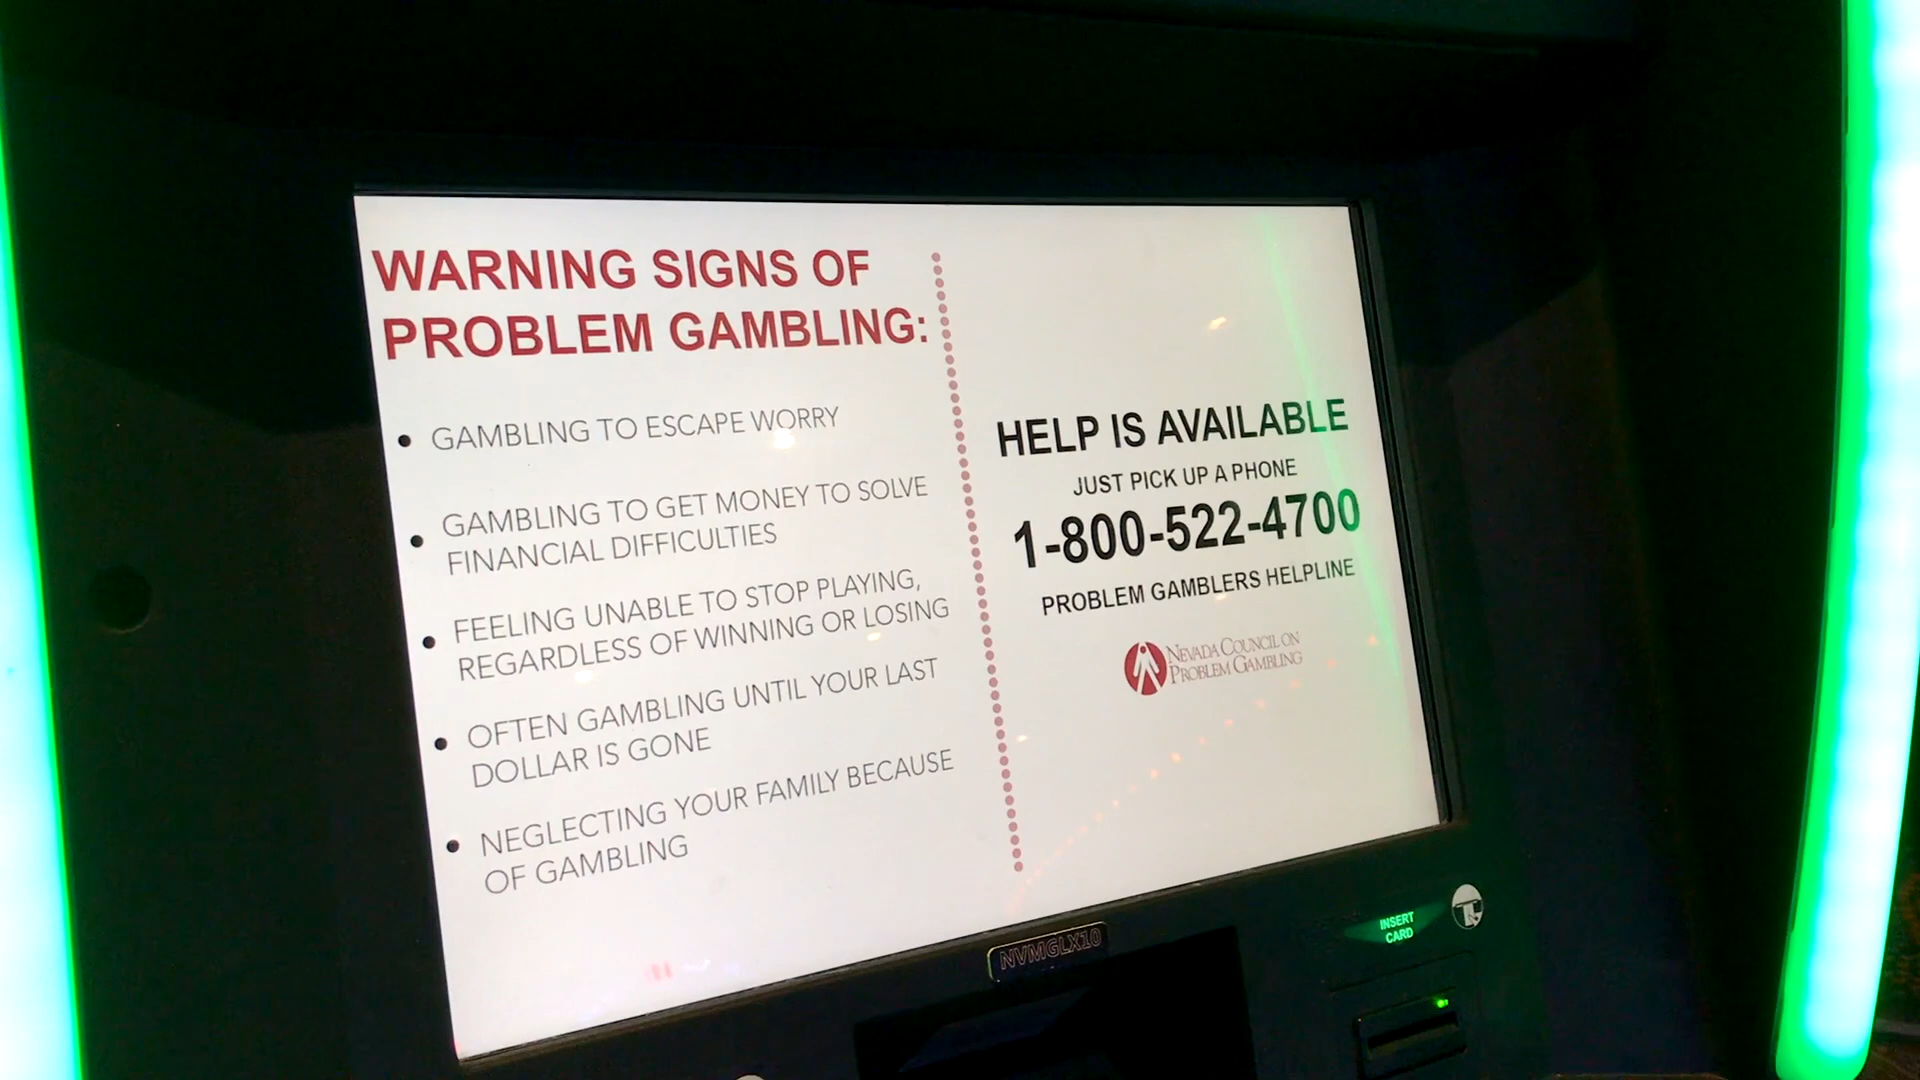 WARNING SIGNS OF
PROBLEM GAMBLING:
• GAMBLING TO ESCAPE WORRY
• GAMBLING TO GET MONEY TO SOLVE
FINANCIAL DIFFICULTIES
• FEELING UNABLE TO STOP PLAYING,
REGARDLESS OF WINNING OR LOSING
• OFTEN GAMBLING UNTIL YOUR LAST
DOLLAR IS GONE
• NEGLECTING YOUR FAMILY BECAUSE
OF GAMBLING
HELP IS AVAILABLE
JUST PICK UP A PHONE
1-800-522-4700
PROBLEM GAMBLERS HELPLINE
NEVADA COUNCIL ON
PROBLEM GAMBLING
NVMGLX10
INSERT
CARD